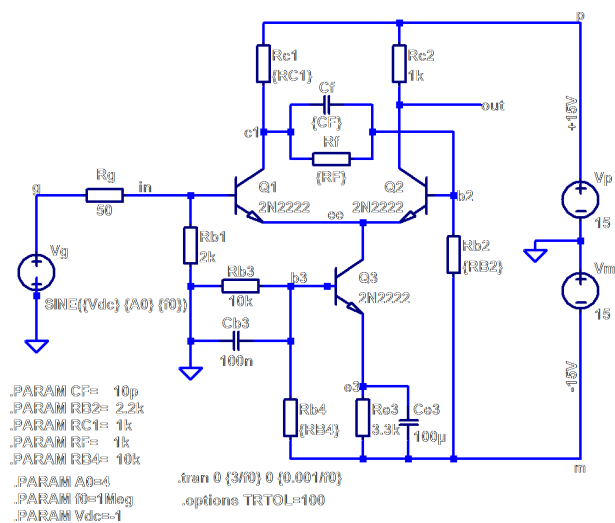 p
Rc1
{RC1}
Rc2
1k
Cf
{CF}
out
c1
Rf
{RF}
+15V
Rg
50
g
in
Q1
2N2222
Q2
2N2222
b2
ee
Vp
15
Rb1
2k
Rb2
{RB2}
Vg
SINE({Vdc} {A0} {f0})
Rb3
10k
b3
Q3
2N2222
Vm
15
Cb3
100n
-15V
e3
Rb4
{RB4}
Re3
3.3k
Ce3
100µ
m
.PARAM CF= 10p
.PARAM RB2= 2.2k
.PARAM RC1= 1k
.PARAM RF= 1k
.PARAM RB4= 10k
.PARAM A0=4
.PARAM f0=1Meg
.PARAM Vdc=-1
.tran 0 {3/f0} 0 {0.001/f0}
.options TRTOL=100